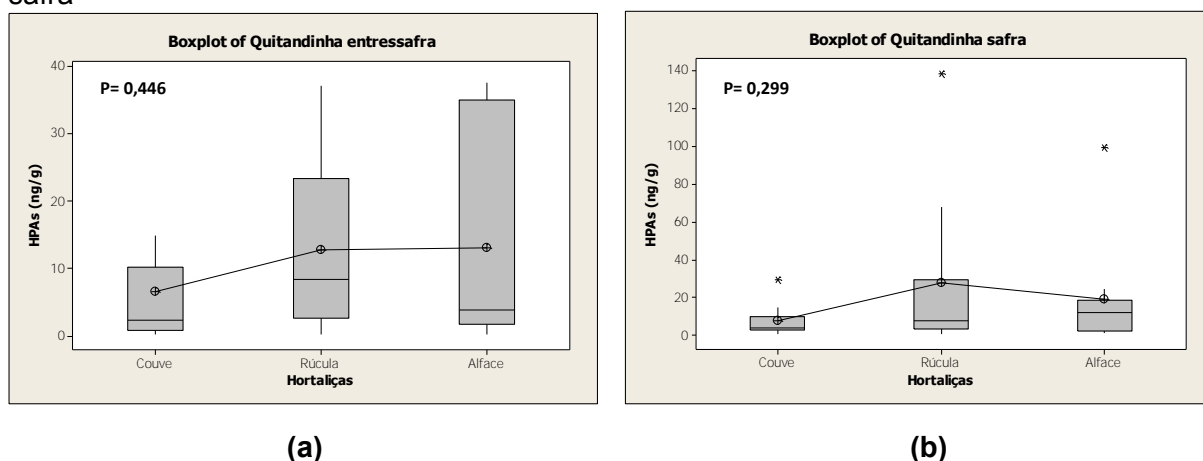 safra
Boxplot of Quitandinha entressafra
P= 0,446
HPAs (ng/g)
40
30
20
10
0
Couve Rúcula Alface
Hortaliças
(a)
Boxplot of Quitandinha safra
P= 0,299
HPAs (ng/g)
140
120
100
80
60
40
20
0
Couve Rúcula Alface
Hortaliças
(b)